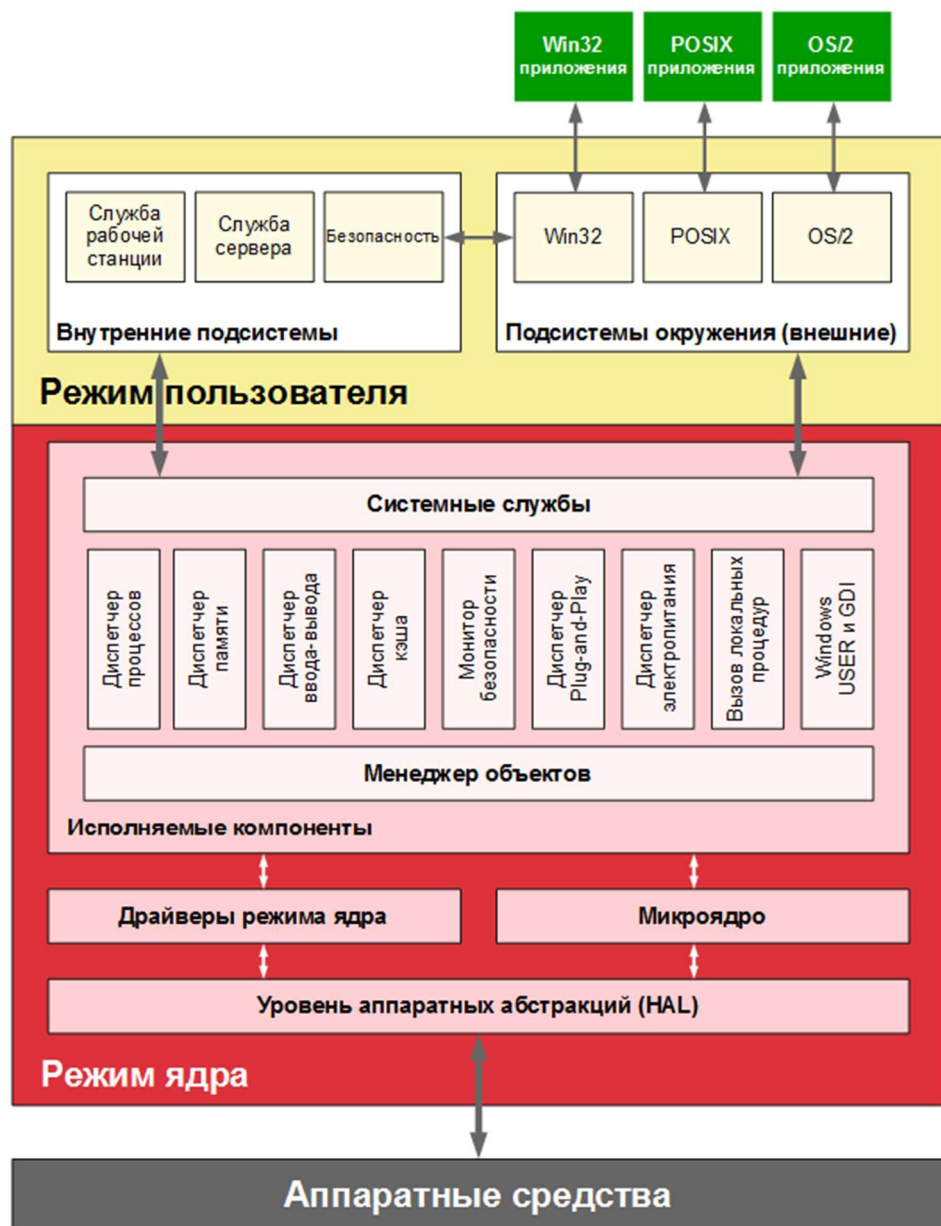 Win32
приложения
POSIX
приложения
OS/2
приложения
Служба
рабочей
станции
Служба
сервера
Безопасность
Win32
POSIX
OS/2
Внутренние подсистемы
Подсистемы окружения (внешние)
Режим пользователя
Системные службы
Диспетчер
процессов
Диспетчер
памяти
Диспетчер
ввода- вывода
Диспетчер
кэша
Монитор
безопасности
Диспетчер
Plug-and-Play
Диспетчер
электропитания
Вызов локальных
процедур
Windows
USER и GDI
Менеджер объектов
Исполняемые компоненты
Драйверы режима ядра
Микроядро
Уровень аппаратных абстракций (HAL)
Режим ядра
Аппаратные средства